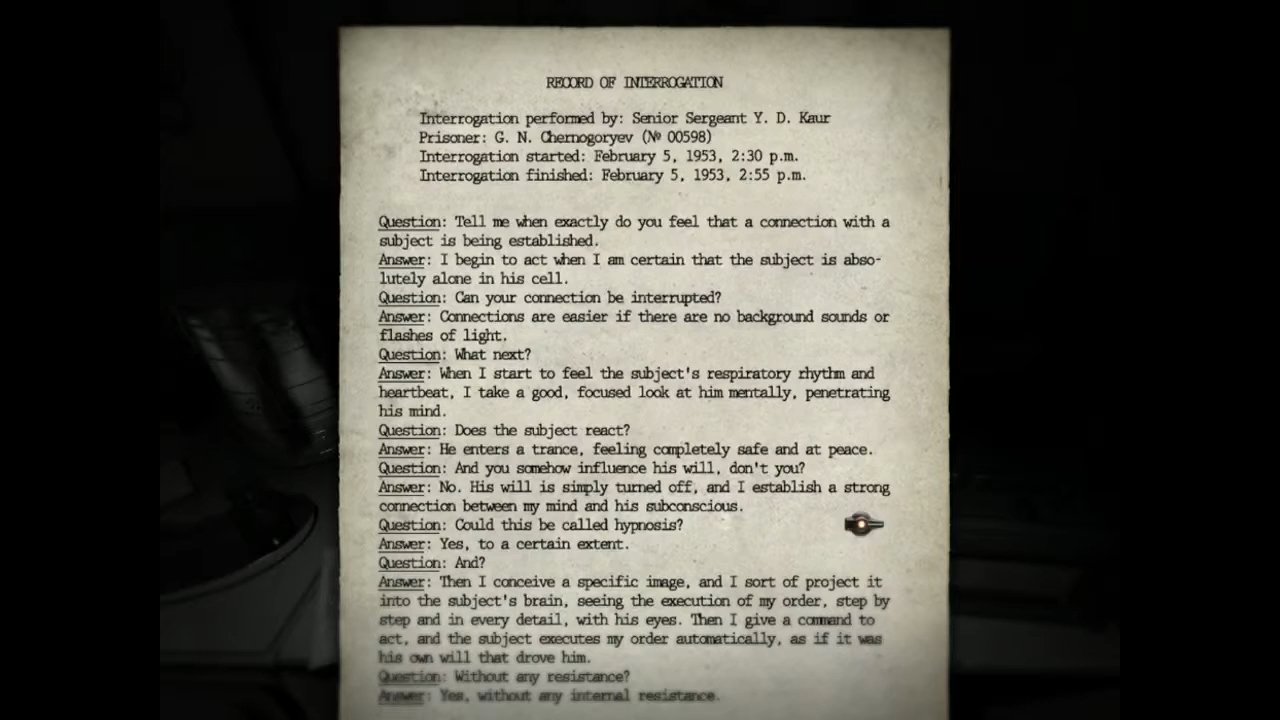 RECORD OF INTERROGATION
Interrogation performed by: Senior Sergeant Y. D. Kaur
Prisoner: G. N. Chernogoryev (№ 00598)
Interrogation started: February 5, 1953, 2:30 p.m.
Interrogation finished: February 5, 1953, 2:55 p.m.
Question: Tell me when exactly do you feel that a connection with a
subject is being established.
Answer: I begin to act when I am certain that the subject is abso-
lutely alone in his cell.
Question: Can your connection be interrupted?
Answer: Connections are easier if there are no background sounds or
flashes of light.
Question: What next?
Answer: When I start to feel the subject's respiratory rhythm and
heartbeat, I take a good, focused look at him mentally, penetrating
his mind.
Question: Does the subject react?
Answer: He enters a trance, feeling completely safe and at peace.
Question: And you somehow influence his will, don't you?
Answer: No. His will is simply turned off, and I establish a strong
connection between my mind and his subconscious.
Question: Could this be called hypnosis?
Answer: Yes, to a certain extent.
Question: And?
Answer: Then I conceive a specific image, and I sort of project it
into the subject's brain, seeing the execution of my order, step by
step and in every detail, with his eyes. Then I give a command to
act, and the subject executes my order automatically, as if it was
his own will that drove him.
Question: Without any resistance?
Answer: Yes, without any internal resistance.